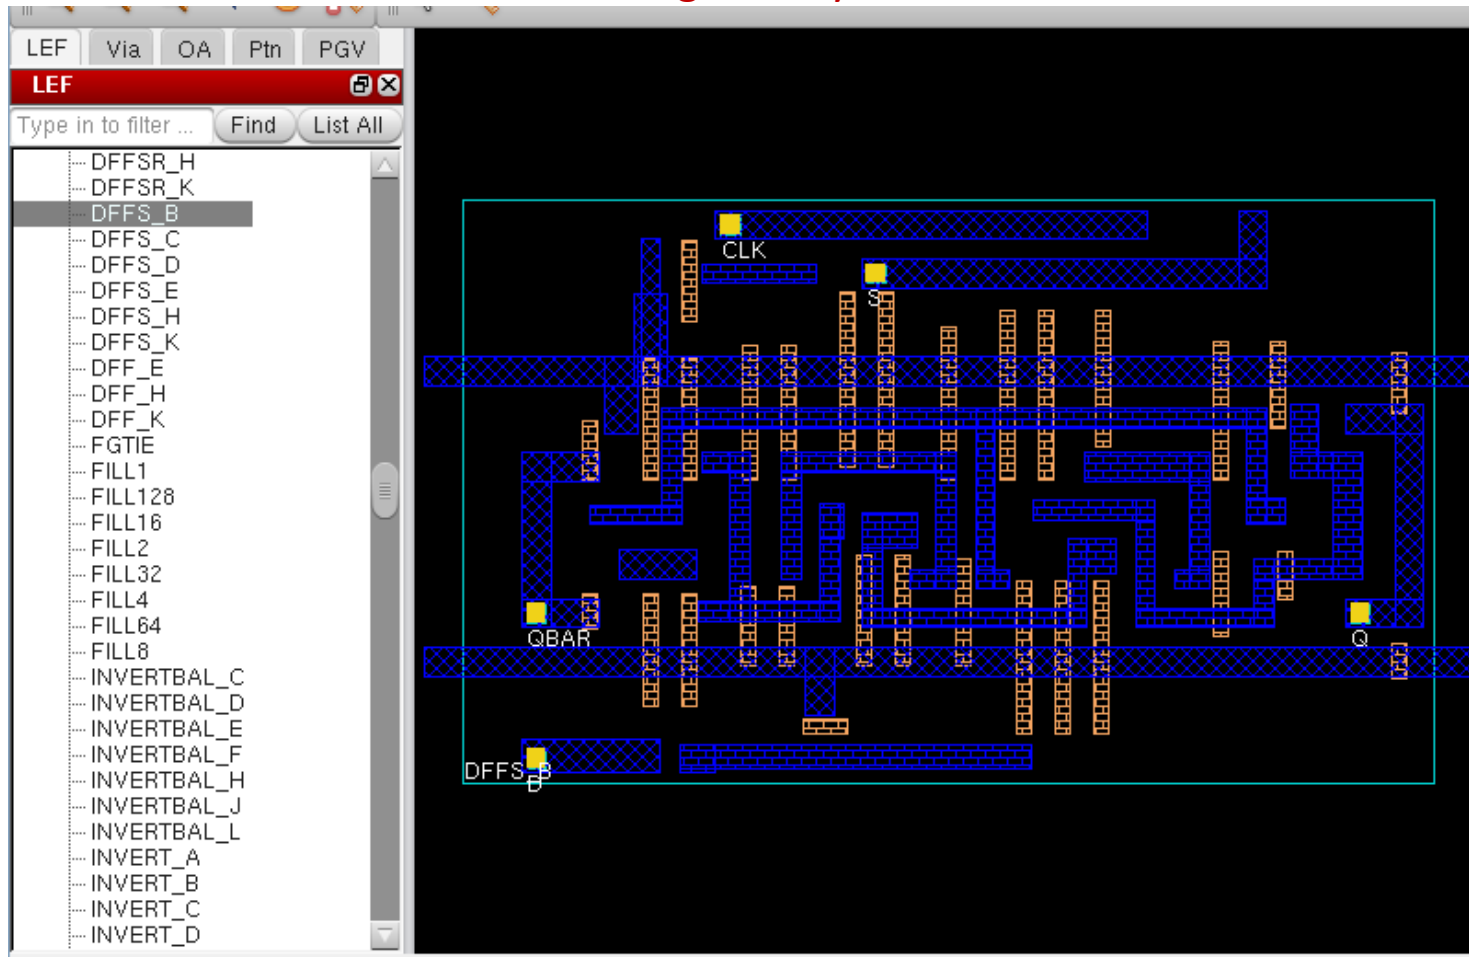 LEF Via OA Ptn PGV
LEF
Type in to filter ... Find List All
DFFSR_H
DFFSR_K
DFFS_B
DFFS_C
DFFS_D
DFFS_E
DFFS_H
DFFS_K
DFF_E
DFF_H
DFF_K
FGTIE
FILL1
FILL128
FILL16
FILL2
FILL32
FILL4
FILL64
FILL8
INVERTBAL_C
INVERTBAL_D
INVERTBAL_E
INVERTBAL_F
INVERTBAL_H
INVERTBAL_J
INVERTBAL_L
INVERT_A
INVERT_B
INVERT_C
INVERT_D
CLK
S
QBAR
Q
DFFS_B
D